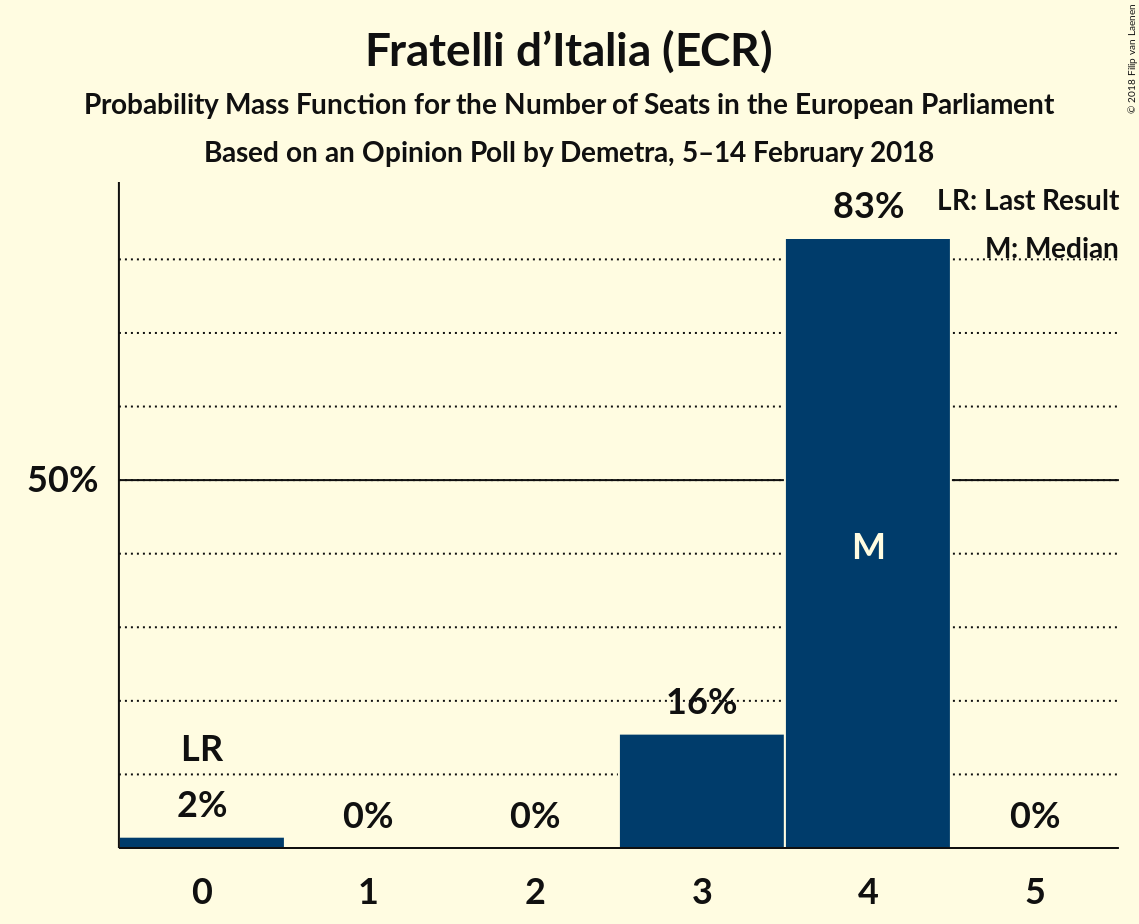 Fratelli d’Italia (ECR)
Probability Mass Function for the Number of Seats in the European Parliament
Based on an Opinion Poll by Demetra, 5–14 February 2018
© 2018 Filip van Laenen
LR: Last Result
M: Median
83%
50%
M
16%
LR
2%
0%
0%
0%
0 1 2 3 4 5